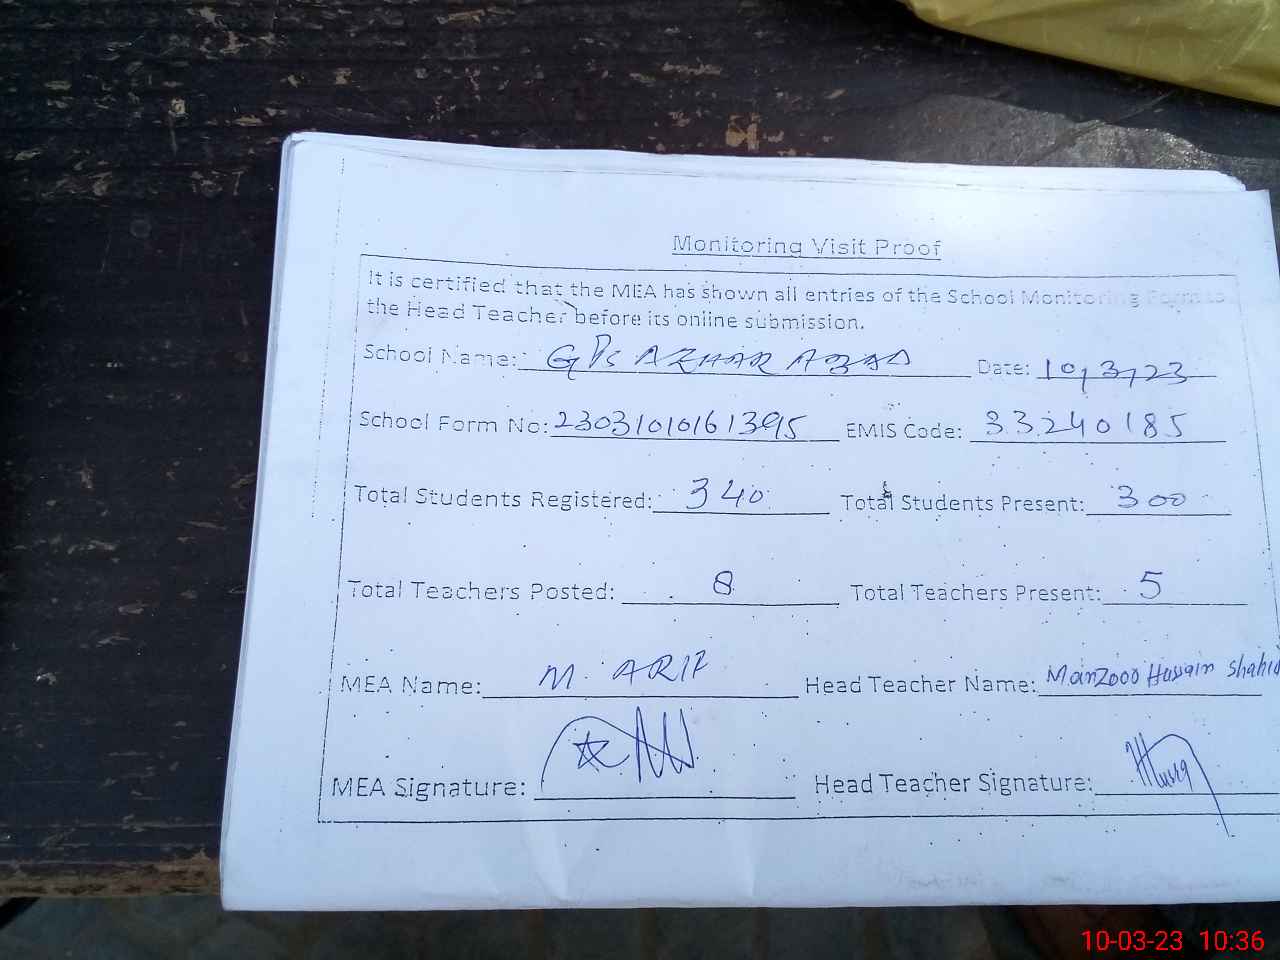 Monitoring Visit Proof
It is certified that the MEA has shown all entries of the School Monitoring Form to
the Head Teacher before its online submission.
School Name: GPS AZHAR ABAD Date: 10,3,23
School Form No: 23031010161395 EMIS Code: 33240185
Total Students Registered: 340 Total Students Present: 300
Total Teachers Posted: 8 Total Teachers Present: 5
MEA Name: M. ARIF Head Teacher Name: Manzoor Hussain Shahid
MEA Signature: Head Teacher Signature:
10-03-23 10:36